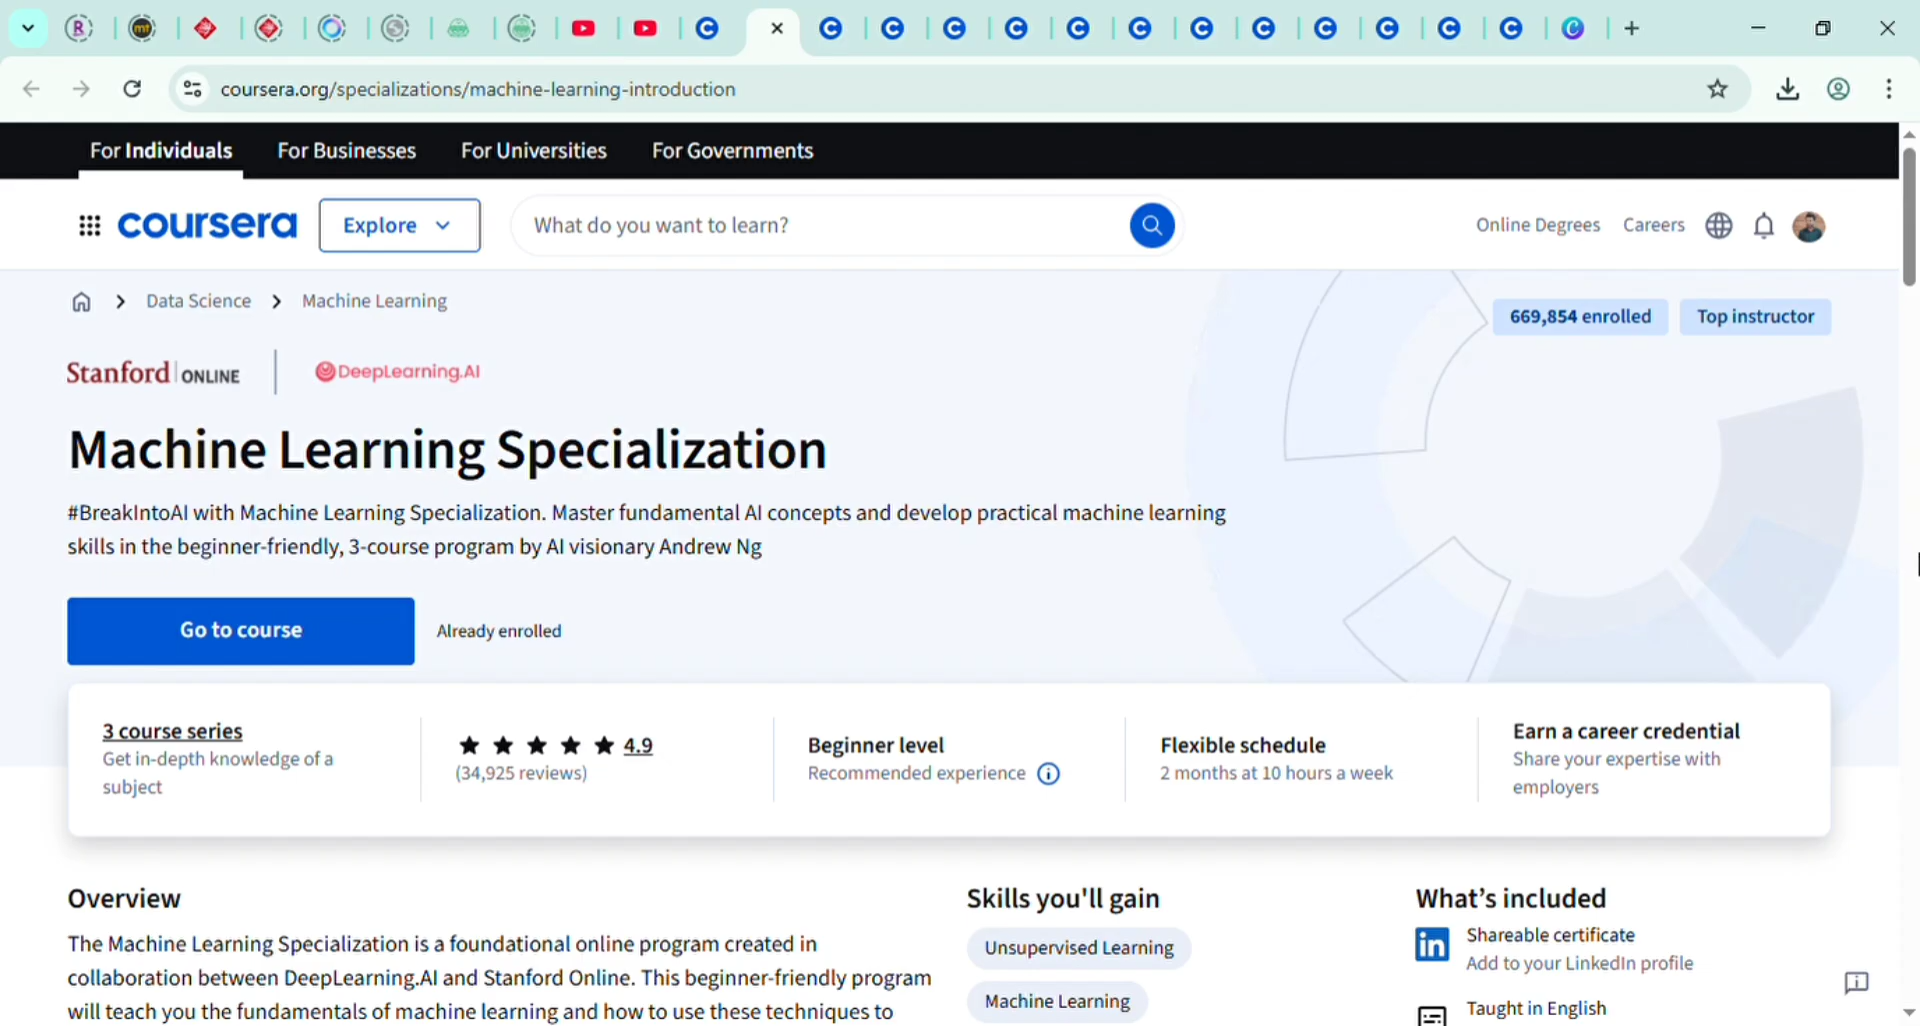 coursera.org/specializations/machine-learning-introduction
For Individuals For Businesses For Universities For Governments
coursera Explore What do you want to learn? Online Degrees Careers
Data Science Machine Learning
669,854 enrolled Top instructor
Stanford ONLINE DeepLearning.AI
Machine Learning Specialization
#BreakIntoAI with Machine Learning Specialization. Master fundamental AI concepts and develop practical machine learning
skills in the beginner-friendly, 3-course program by AI visionary Andrew Ng
Go to course Already enrolled
3 course series
Get in-depth knowledge of a
subject
4.9
(34,925 reviews)
Beginner level
Recommended experience
Flexible schedule
2 months at 10 hours a week
Earn a career credential
Share your expertise with
employers
Overview
The Machine Learning Specialization is a foundational online program created in
collaboration between DeepLearning.AI and Stanford Online. This beginner-friendly program
will teach you the fundamentals of machine learning and how to use these techniques to
Skills you'll gain
Unsupervised Learning
Machine Learning
What’s included
in
Shareable certificate
Add to your LinkedIn profile
Taught in English